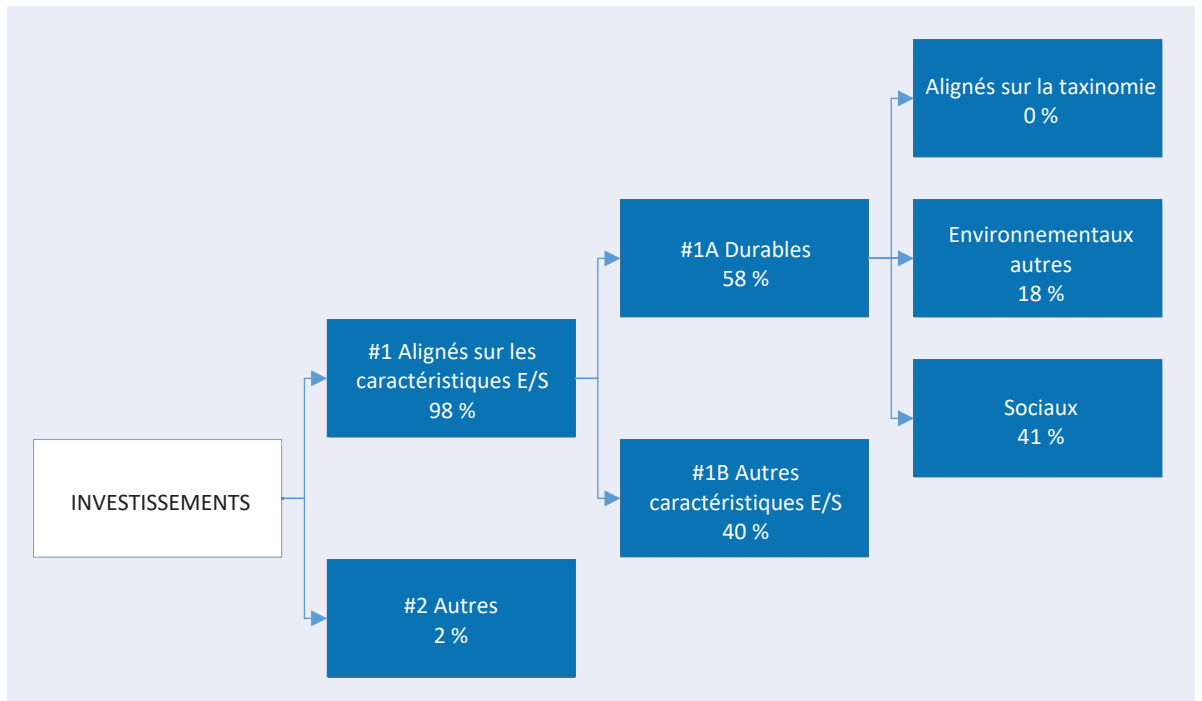 INVESTISSEMENTS
#1 Alignés sur les
caractéristiques E/S
98 %
#2 Autres
2 %
#1A Durables
58 %
#1B Autres
caractéristiques E/S
40 %
Alignés sur la taxinomie
0 %
Environnementaux
autres
18 %
Sociaux
41 %